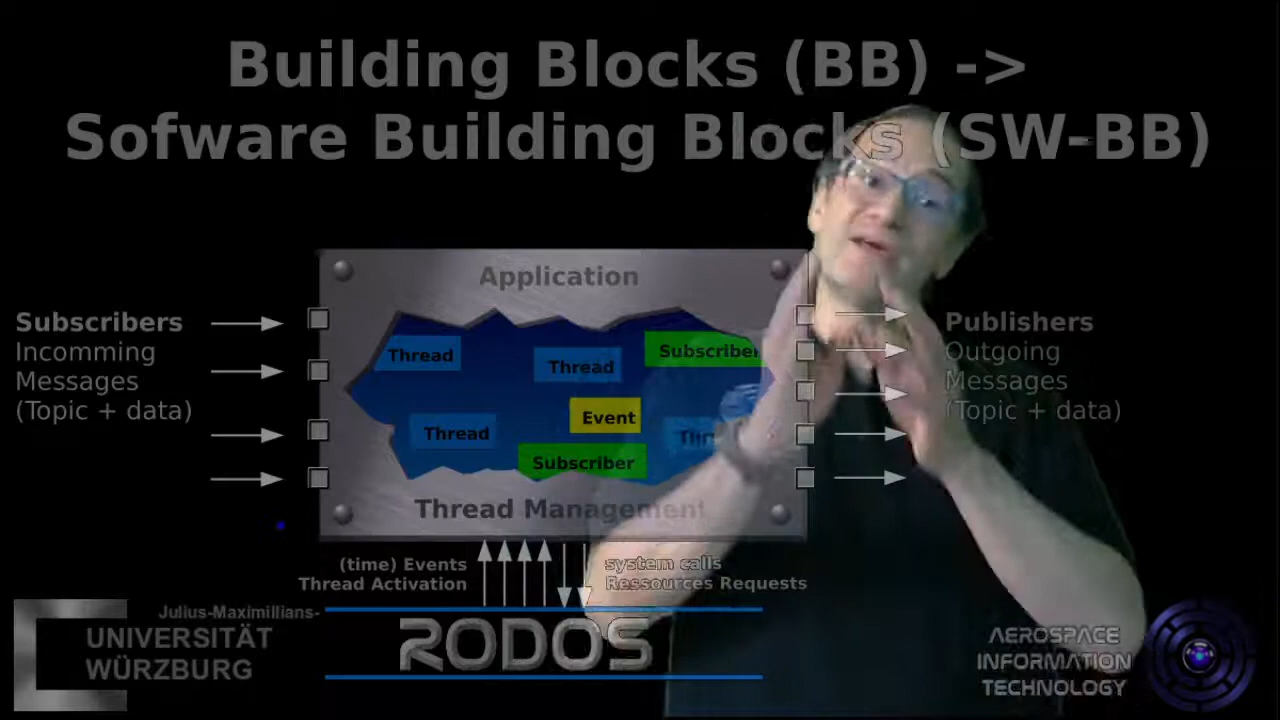 Building Blocks (BB) ->
Sofware Building Blocks (SW-BB)
Application
Subscribers
Incomming
Messages
(Topic + data)
Thread
Thread
Subscriber
Event
Thread
Subscriber
Publishers
Outgoing
Messages
(Topic + data)
Thread Management
(time) Events
Thread Activation
system calls
Ressources Requests
Julius-Maximillians-
UNIVERSITÄT
WÜRZBURG
RODOS
AEROSPACE
INFORMATION
TECHNOLOGY